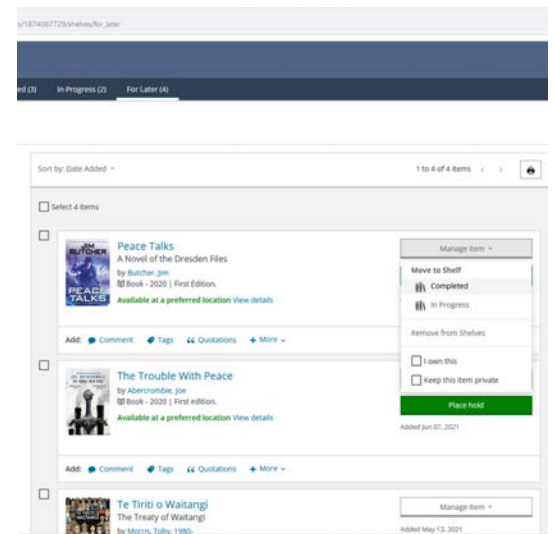 s/1874087729/shelves/for_later
ed (3) In Progress (2) For Later (4)
Sort by: Date Added
1 to 4 of 4 items
Select 4 items
JIM BUTCHER
PEACE TALKS
Peace Talks
A Novel of the Dresden Files
by Butcher, Jim
Book - 2020 | First Edition.
Available at a preferred location View details
Manage item
Move to Shelf
Completed
In Progress
Remove from Shelves
I own this
Keep this item private
Add: Comment Tags Quotations + More
The Trouble With Peace
by Abercrombie, Joe
Book - 2020 | First edition.
Available at a preferred location View details
Place hold
Added Jun 07, 2021
Add: Comment Tags Quotations + More
Te Tiriti o Waitangi
The Treaty of Waitangi
by Morris, Toby, 1980-
Manage item
Added May 13, 2021